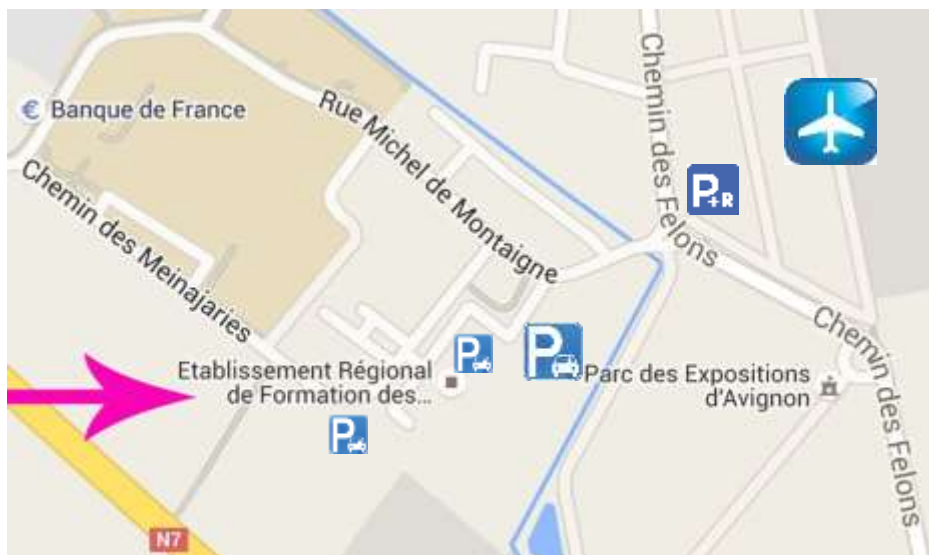 Chemin des Felons
€ Banque de France
Rue Michel de Montaigne
Chemin des Meinajaries
P+R
Chemin des Felons
P
P
Etablissement Régional
de Formation des...
Parc des Expositions
d'Avignon
P
N7